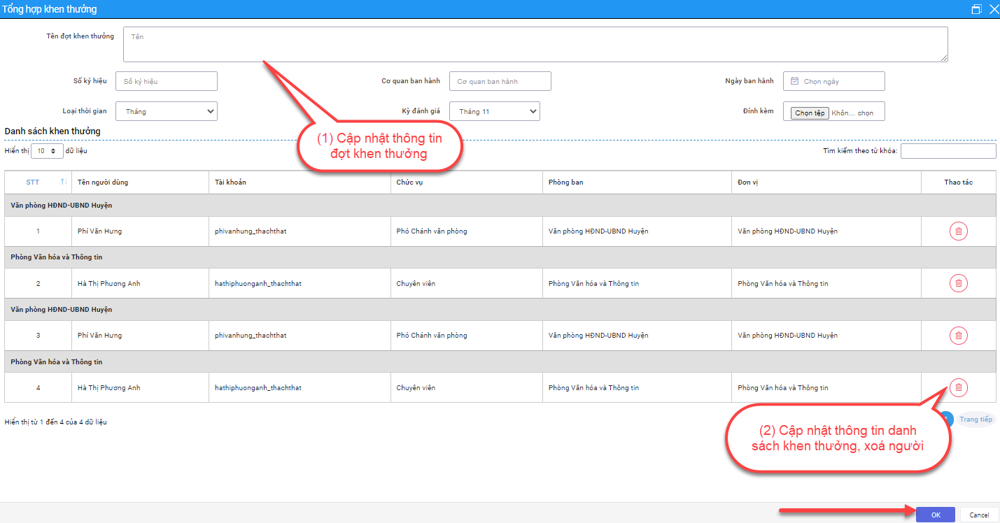 Tổng hợp khen thưởng
Tên đợt khen thưởng
Tên
Số ký hiệu
Số ký hiệu
Cơ quan ban hành
Cơ quan ban hành
Ngày ban hành
Chọn ngày
Loại thời gian
Tháng
Kỳ đánh giá
Tháng 11
Đính kèm
Chọn tệp Khôn... chọn
(1) Cập nhật thông tin
đợt khen thưởng
Danh sách khen thưởng
Hiển thị 10 dữ liệu
Tìm kiếm theo từ khóa:
STT Tên người dùng Tài khoản Chức vụ Phòng ban Đơn vị Thao tác
Văn phòng HĐND-UBND Huyện
1 Phí Văn Hưng phivanhung_thachthat Phó Chánh văn phòng Văn phòng HĐND-UBND Huyện Văn phòng HĐND-UBND Huyện
Phòng Văn hóa và Thông tin
2 Hà Thị Phương Anh hathiphuonganh_thachthat Chuyên viên Phòng Văn hóa và Thông tin Phòng Văn hóa và Thông tin
Văn phòng HĐND-UBND Huyện
3 Phí Văn Hưng phivanhung_thachthat Phó Chánh văn phòng Văn phòng HĐND-UBND Huyện Văn phòng HĐND-UBND Huyện
Phòng Văn hóa và Thông tin
4 Hà Thị Phương Anh hathiphuonganh_thachthat Chuyên viên Phòng Văn hóa và Thông tin Phòng Văn hóa và Thông tin
Hiển thị từ 1 đến 4 của 4 dữ liệu
Trang tiếp
(2) Cập nhật thông tin danh
sách khen thưởng, xoá người
OK
Cancel